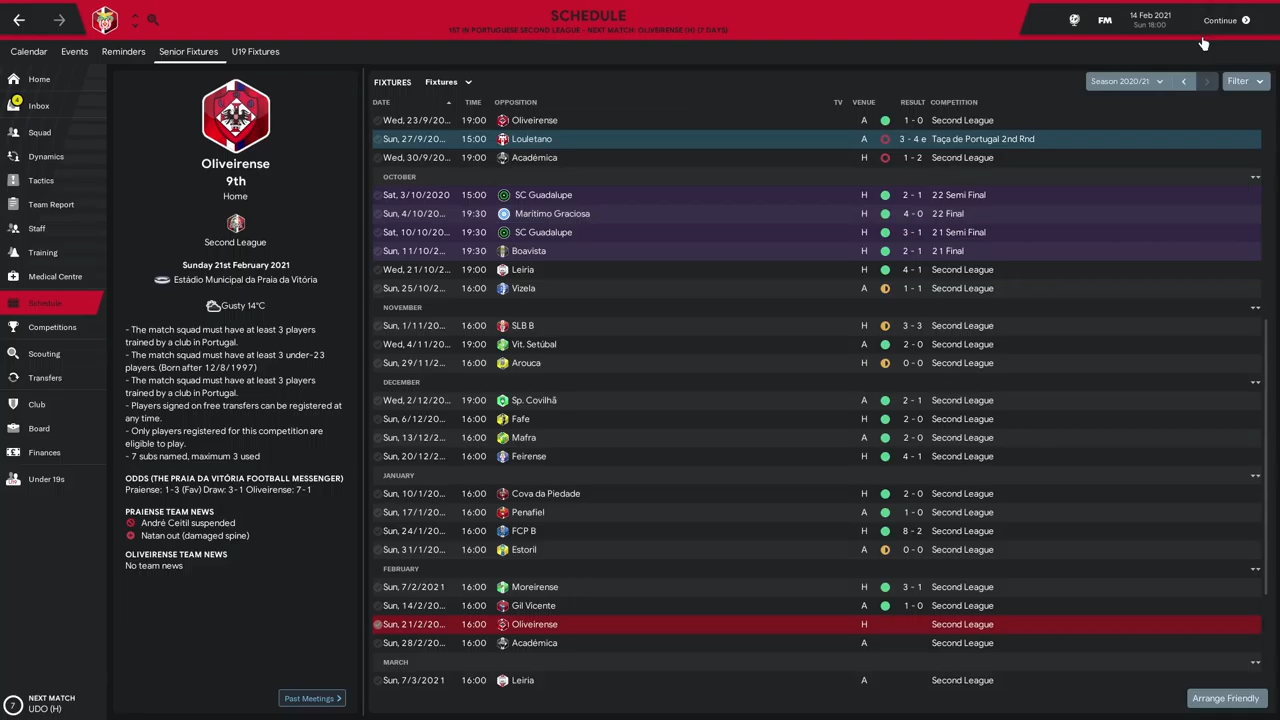 SCHEDULE
1ST IN PORTUGUESE SECOND LEAGUE - NEXT MATCH: OLIVEIRENSE (H) (7 DAYS)
FM
14 Feb 2021
Sun 18:00
Continue
Calendar Events Reminders Senior Fixtures U19 Fixtures
Home
4
Inbox
Squad
Dynamics
Tactics
Team Report
Staff
Training
Medical Centre
Schedule
Competitions
Scouting
Transfers
Club
Board
Finances
Under 19s
7 NEXT MATCH
UDO (H)
Oliveirense
9th
Home
Second League
Sunday 21st February 2021
Estádio Municipal da Praia da Vitória
Gusty 14°C
- The match squad must have at least 3 players
trained by a club in Portugal.
- The match squad must have at least 3 under-23
players. (Born after 12/8/1997)
- The match squad must have at least 3 players
trained by a club in Portugal.
- Players signed on free transfers can be registered at
any time.
- Only players registered for this competition are
eligible to play.
- 7 subs named, maximum 3 used
ODDS (THE PRAIA DA VITÓRIA FOOTBALL MESSENGER)
Praiense: 1-3 (Fav) Draw: 3-1 Oliveirense: 7-1
PRAIENSE TEAM NEWS
André Ceitil suspended
Natan out (damaged spine)
OLIVEIRENSE TEAM NEWS
No team news
Past Meetings
FIXTURES Fixtures Season 2020/21 Filter
DATE TIME OPPOSITION TV VENUE RESULT COMPETITION
Wed, 23/9/20... 19:00 Oliveirense A 1 - 0 Second League
Sun, 27/9/20... 15:00 Louletano A 3 - 4 e Taça de Portugal 2nd Rnd
Wed, 30/9/20... 19:00 Académica H 1 - 2 Second League
OCTOBER
Sat, 3/10/2020 15:00 SC Guadalupe H 2 - 1 22 Semi Final
Sun, 4/10/20... 19:30 Marítimo Graciosa H 4 - 0 22 Final
Sat, 10/10/20... 19:30 SC Guadalupe H 3 - 1 21 Semi Final
Sun, 11/10/2... 19:30 Boavista H 2 - 1 21 Final
Wed, 21/10/2... 19:00 Leiria H 4 - 1 Second League
Sun, 25/10/2... 16:00 Vizela A 1 - 1 Second League
NOVEMBER
Sun, 1/11/20... 16:00 SLB B H 3 - 3 Second League
Wed, 4/11/20... 19:00 Vit. Setúbal A 2 - 0 Second League
Sun, 29/11/2... 16:00 Arouca H 0 - 0 Second League
DECEMBER
Wed, 2/12/20... 19:00 Sp. Covilhã A 2 - 1 Second League
Sun, 6/12/20... 16:00 Fafe H 2 - 0 Second League
Sun, 13/12/2... 16:00 Mafra A 2 - 0 Second League
Sun, 20/12/2... 16:00 Feirense H 4 - 1 Second League
JANUARY
Sun, 10/1/20... 16:00 Cova da Piedade H 2 - 0 Second League
Sun, 17/1/20... 16:00 Penafiel A 1 - 0 Second League
Sun, 24/1/20... 16:00 FCP B H 8 - 2 Second League
Sun, 31/1/20... 16:00 Estoril A 0 - 0 Second League
FEBRUARY
Sun, 7/2/2021 16:00 Moreirense H 3 - 1 Second League
Sun, 14/2/20... 16:00 Gil Vicente A 1 - 0 Second League
Sun, 21/2/20... 16:00 Oliveirense H Second League
Sun, 28/2/20... 16:00 Académica A Second League
MARCH
Sun, 7/3/2021 16:00 Leiria A Second League
Arrange Friendly